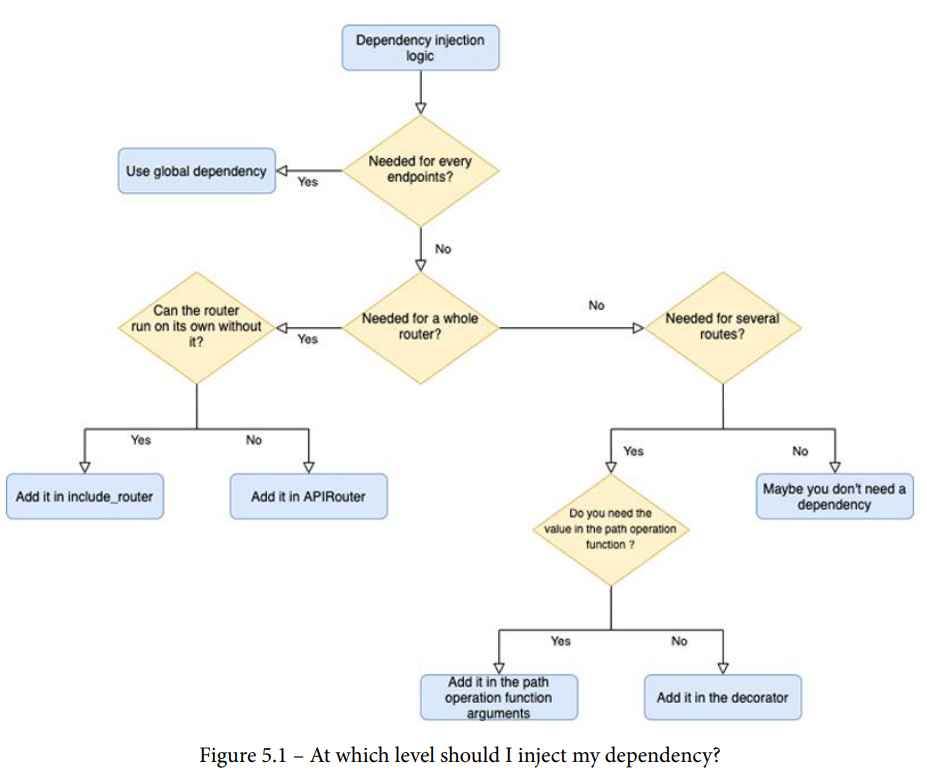 Dependency injection
logic
Needed for every
endpoints?
Use global dependency
Yes
No
Can the router
run on its own without
it?
Needed for a whole
router?
Yes
No
Needed for several
routes?
Yes
No
Yes
No
Add it in include_router
Add it in APIRouter
Maybe you don't need a
dependency
Do you need the
value in the path operation
function ?
Yes
No
Add it in the path
operation function
arguments
Add it in the decorator
Figure 5.1 – At which level should I inject my dependency?